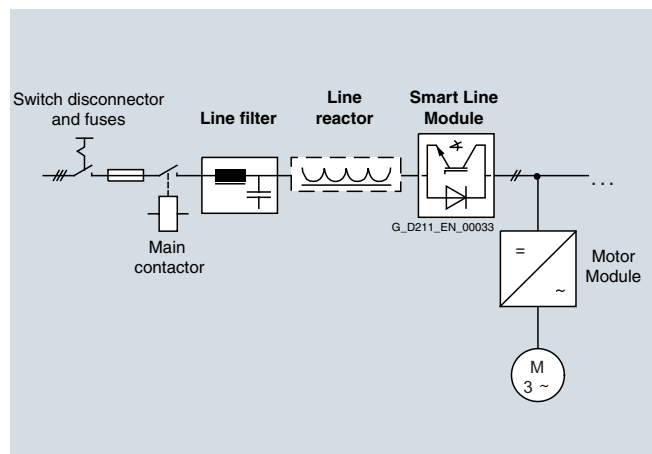 Switch disconnector
and fuses
Line filter
Line
reactor
Smart Line
Module
Main
contactor
G_D211_EN_00033
...
=
~
Motor
Module
M
3 ~